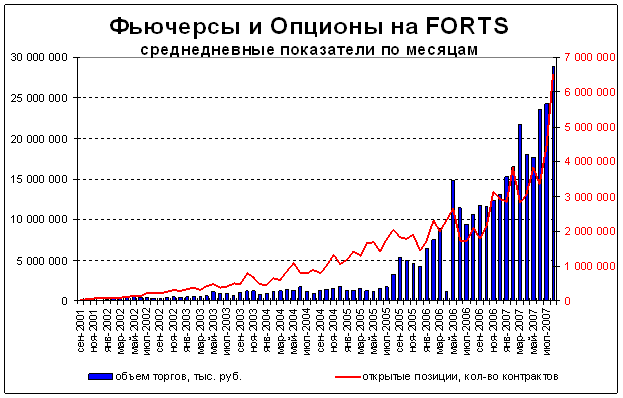 Фьючерсы и Опционы на FORTS
среднедневные показатели по месяцам
30 000 000
25 000 000
20 000 000
15 000 000
10 000 000
5 000 000
0
7 000 000
6 000 000
5 000 000
4 000 000
3 000 000
2 000 000
1 000 000
0
сен-2001
ноя-2001
янв-2002
мар-2002
май-2002
июл-2002
сен-2002
ноя-2002
янв-2003
мар-2003
май-2003
июл-2003
сен-2003
ноя-2003
янв-2004
мар-2004
май-2004
июл-2004
сен-2004
ноя-2004
янв-2005
мар-2005
май-2005
июл-2005
сен-2005
ноя-2005
янв-2006
мар-2006
май-2006
июл-2006
сен-2006
ноя-2006
янв-2007
мар-2007
май-2007
июл-2007
объем торгов, тыс. руб.
открытые позиции, кол-во контрактов